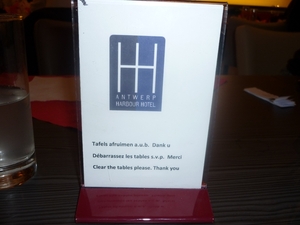 ANTWERP
HARBOUR HOTEL
Tafels afruimen a.u.b. Dank u
Débarrassez les tables s.v.p. Merci
Clear the tables please. Thank you